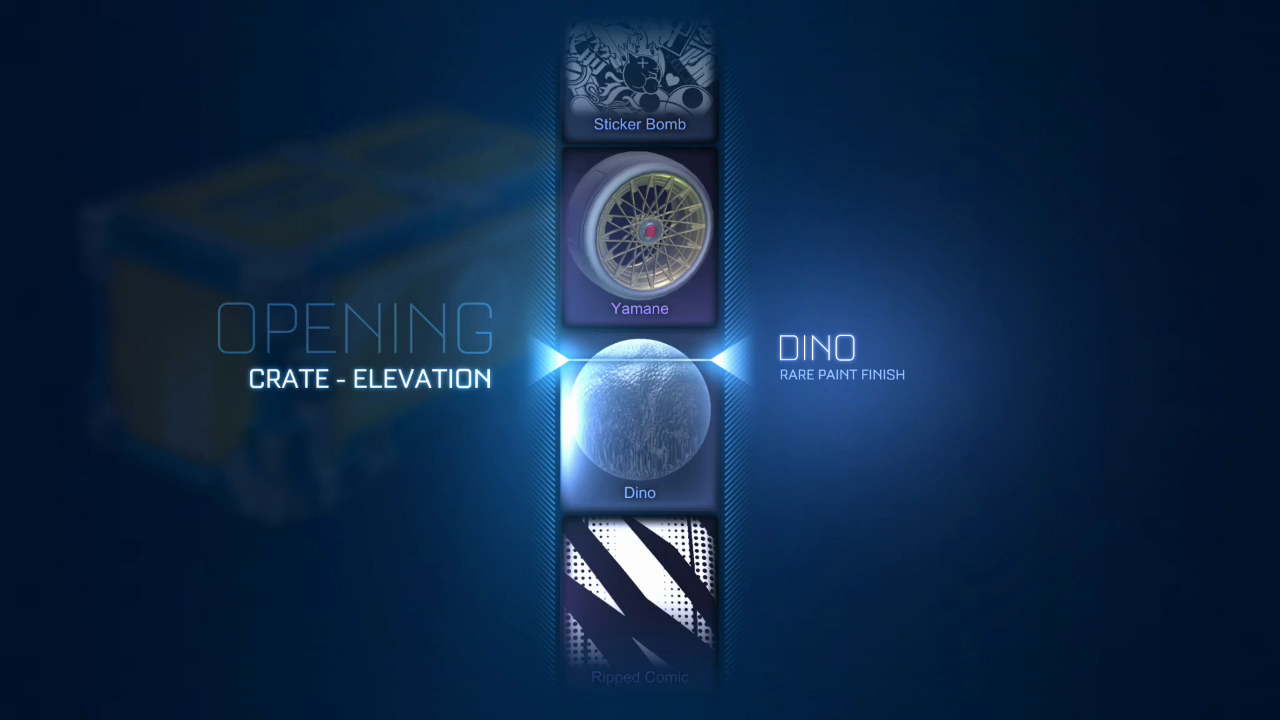 Sticker Bomb
Yamane
OPENING
CRATE - ELEVATION
DINO
RARE PAINT FINISH
Dino
Ripped Comic